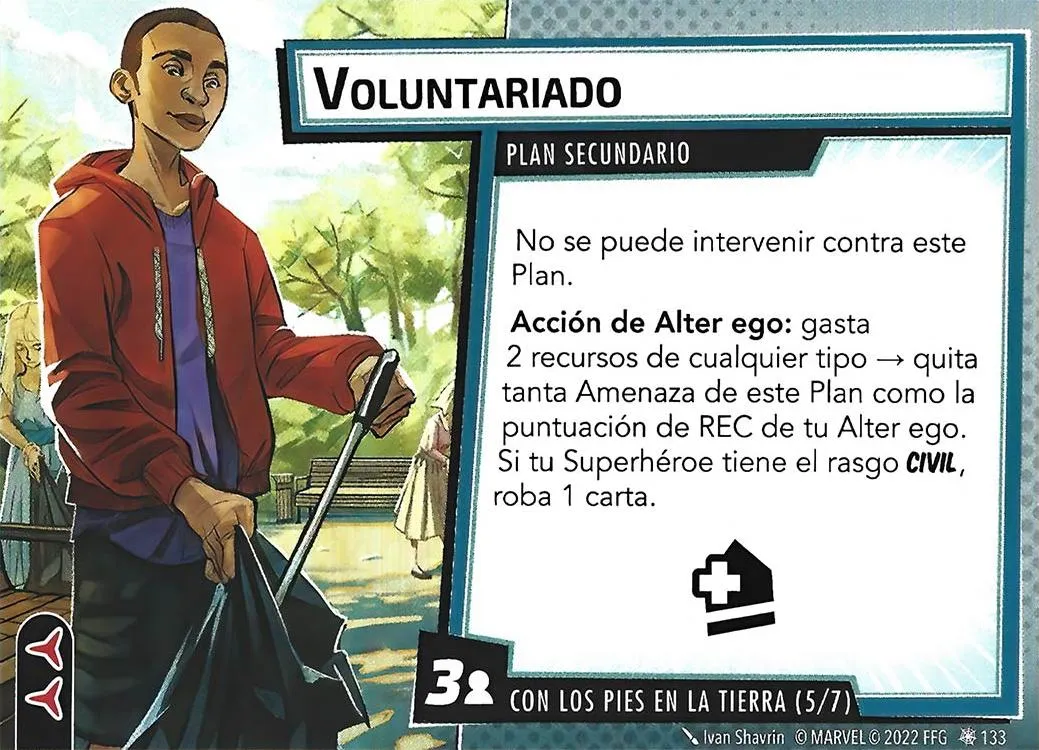 VOLUNTARIADO
PLAN SECUNDARIO
No se puede intervenir contra este
Plan.
Acción de Alter ego: gasta
2 recursos de cualquier tipo → quita
tanta Amenaza de este Plan como la
puntuación de REC de tu Alter ego.
Si tu Superhéroe tiene el rasgo CIVIL,
roba 1 carta.
3
CON LOS PIES EN LA TIERRA (5/7)
Ivan Shavrin © MARVEL © 2022 FFG 133